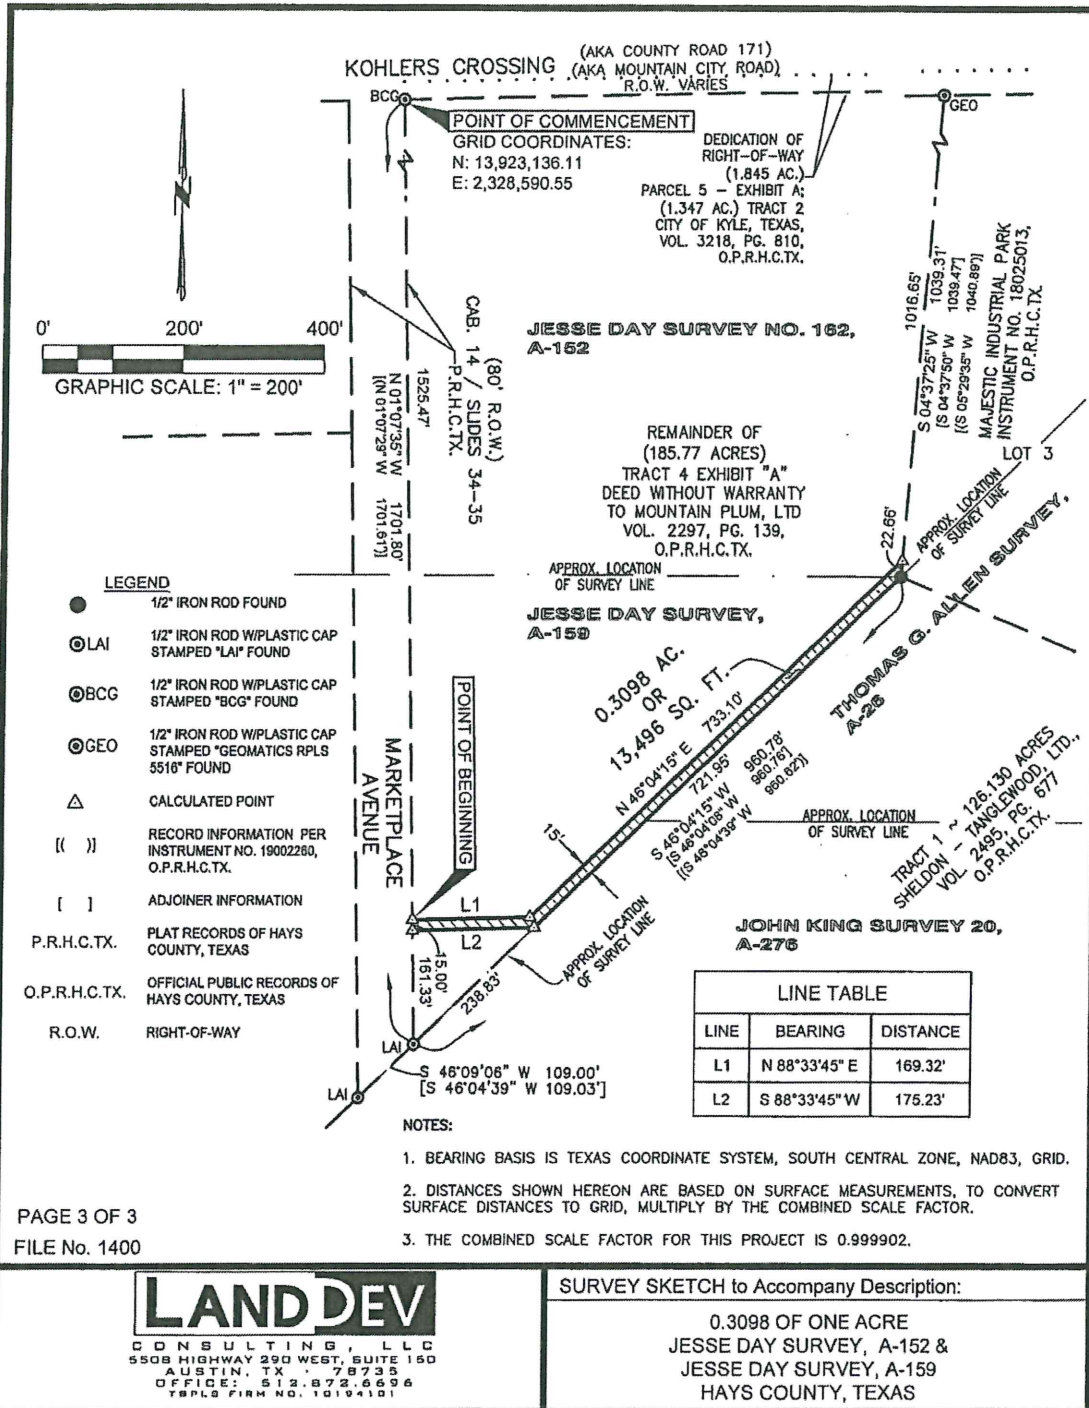 KOHLERS CROSSING
(AKA COUNTY ROAD 171)
(AKA MOUNTAIN CITY ROAD)
R.O.W. VARIES
BCG
GEO
POINT OF COMMENCEMENT
GRID COORDINATES:
N: 13,923,136.11
E: 2,328,590.55
DEDICATION OF
RIGHT-OF-WAY
(1.845 AC.)
PARCEL 5 - EXHIBIT A;
(1.347 AC.) TRACT 2
CITY OF KYLE, TEXAS,
VOL. 3218, PG. 810,
O.P.R.H.C.TX.
0' 200' 400'
GRAPHIC SCALE: 1" = 200'
(80' R.O.W.)
CAB. 14 / SLIDES 34-35
P.R.H.C.TX.
1525.47'
N 01°07'35" W 1701.80'
[(N 01°07'29" W 1701.61')]
JESSE DAY SURVEY NO. 162,
A-152
1016.65'
S 04°37'25" W 1039.31'
[S 04°37'50" W 1039.47']
[(S 05°29'35" W 1040.89')]
MAJESTIC INDUSTRIAL PARK
INSTRUMENT NO. 18025013,
O.P.R.H.C.TX.
LOT 3
REMAINDER OF
(185.77 ACRES)
TRACT 4 EXHIBIT "A"
DEED WITHOUT WARRANTY
TO MOUNTAIN PLUM, LTD
VOL. 2297, PG. 139,
O.P.R.H.C.TX.
22.66'
APPROX. LOCATION
OF SURVEY LINE
APPROX. LOCATION
OF SURVEY LINE
JESSE DAY SURVEY,
A-159
THOMAS G. ALLEN SURVEY,
A-26
LEGEND
1/2" IRON ROD FOUND
LAI 1/2" IRON ROD W/PLASTIC CAP
STAMPED "LAI" FOUND
BCG 1/2" IRON ROD W/PLASTIC CAP
STAMPED "BCG" FOUND
GEO 1/2" IRON ROD W/PLASTIC CAP
STAMPED "GEOMATICS RPLS
5516" FOUND
CALCULATED POINT
[( )] RECORD INFORMATION PER
INSTRUMENT NO. 19002260,
O.P.R.H.C.TX.
[ ] ADJOINER INFORMATION
P.R.H.C.TX. PLAT RECORDS OF HAYS
COUNTY, TEXAS
O.P.R.H.C.TX. OFFICIAL PUBLIC RECORDS OF
HAYS COUNTY, TEXAS
R.O.W. RIGHT-OF-WAY
MARKETPLACE
AVENUE
POINT OF BEGINNING
0.3098 AC.
OR
13,496 SQ. FT.
N 46°04'15" E 733.10'
721.95'
S 46°04'15" W 960.78'
[S 46°04'08" W 960.76']
[(S 46°04'39" W 960.62')]
15'
APPROX. LOCATION
OF SURVEY LINE
TRACT 1 ~ 126.130 ACRES
SHELDON - TANGLEWOOD, LTD.,
VOL. 2495, PG. 677
O.P.R.H.C.TX.
JOHN KING SURVEY 20,
A-276
L1
L2
15.00'
161.33'
238.83'
APPROX. LOCATION
OF SURVEY LINE
LAI
LAI
S 46°09'06" W 109.00'
[S 46°04'39" W 109.03']
LINE TABLE
LINE BEARING DISTANCE
L1 N 88°33'45" E 169.32'
L2 S 88°33'45" W 175.23'
NOTES:
1. BEARING BASIS IS TEXAS COORDINATE SYSTEM, SOUTH CENTRAL ZONE, NAD83, GRID.
2. DISTANCES SHOWN HEREON ARE BASED ON SURFACE MEASUREMENTS, TO CONVERT
SURFACE DISTANCES TO GRID, MULTIPLY BY THE COMBINED SCALE FACTOR.
3. THE COMBINED SCALE FACTOR FOR THIS PROJECT IS 0.999902.
PAGE 3 OF 3
FILE No. 1400
LANDDEV
CONSULTING, LLC
5508 HIGHWAY 290 WEST, SUITE 150
AUSTIN, TX . 78735
OFFICE: 512.872.6696
TBPLS FIRM NO. 10194101
SURVEY SKETCH to Accompany Description:
0.3098 OF ONE ACRE
JESSE DAY SURVEY, A-152 &
JESSE DAY SURVEY, A-159
HAYS COUNTY, TEXAS